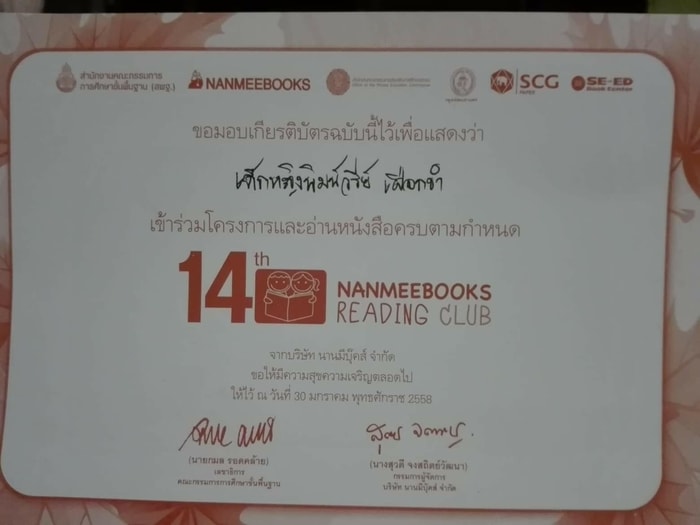 สำนักงานคณะกรรมการ
การศึกษาขั้นพื้นฐาน (สพฐ.)
NANMEEBOOKS
SCG
PAPER
SE-ED
Book Center
ขอมอบเกียรติบัตรฉบับนี้ไว้เพื่อแสดงว่า
เด็กหญิงพิมน์วรีย์ เผือกขำ
เข้าร่วมโครงการและอ่านหนังสือครบตามกำหนด
14th NANMEEBOOKS
READING CLUB
จากบริษัท นานมีบุ๊คส์ จำกัด
ขอให้มีความสุขความเจริญตลอดไป
ให้ไว้ ณ วันที่ 30 มกราคม พุทธศักราช 2558
(นายกมล รอดคล้าย)
เลขาธิการ
คณะกรรมการการศึกษาขั้นพื้นฐาน
(นางสุวดี จงสถิตย์วัฒนา)
กรรมการผู้จัดการ
บริษัท นานมีบุ๊คส์ จำกัด